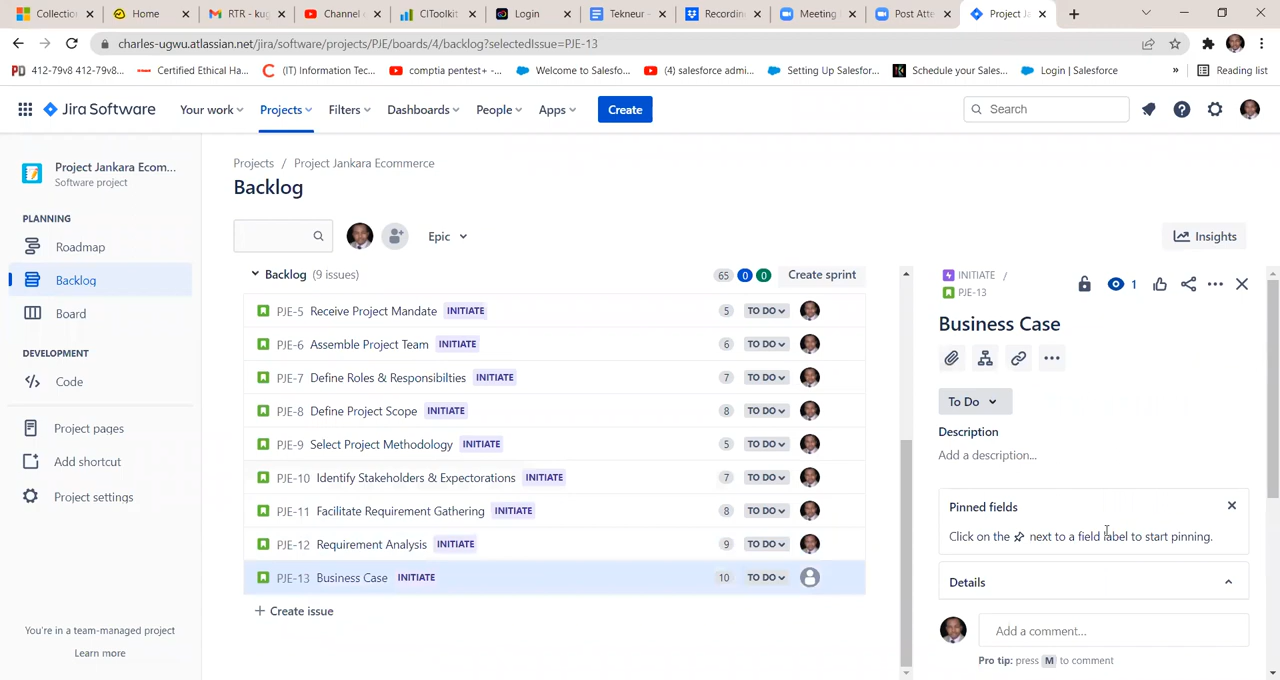 Collection
Home
RTR - kug
Channel c
CIToolkit
Login
Tekneur -
Recording
Meeting I
Post Atte
Project Ja
charles-ugwu.atlassian.net/jira/software/projects/PJE/boards/4/backlog?selectedIssue=PJE-13
412-79v8 412-79v8...
Certified Ethical Ha...
(IT) Information Tec...
comptia pentest+ -...
Welcome to Salesfo...
(4) salesforce admi...
Setting Up Salesfor...
Schedule your Sales...
Login | Salesforce
»
Reading list
Jira Software
Your work
Projects
Filters
Dashboards
People
Apps
Create
Search
Project Jankara Ecom...
Software project
PLANNING
Roadmap
Backlog
Board
DEVELOPMENT
Code
Project pages
Add shortcut
Project settings
You're in a team-managed project
Learn more
Projects / Project Jankara Ecommerce
Backlog
Epic
Insights
Backlog (9 issues) 65 0 0 Create sprint
PJE-5 Receive Project Mandate INITIATE 5 TO DO
PJE-6 Assemble Project Team INITIATE 6 TO DO
PJE-7 Define Roles & Responsibilties INITIATE 7 TO DO
PJE-8 Define Project Scope INITIATE 8 TO DO
PJE-9 Select Project Methodology INITIATE 5 TO DO
PJE-10 Identify Stakeholders & Expectorations INITIATE 7 TO DO
PJE-11 Facilitate Requirement Gathering INITIATE 8 TO DO
PJE-12 Requirement Analysis INITIATE 9 TO DO
PJE-13 Business Case INITIATE 10 TO DO
+ Create issue
INITIATE /
PJE-13
1
Business Case
To Do
Description
Add a description...
Pinned fields
Click on the next to a field label to start pinning.
Details
Add a comment...
Pro tip: press M to comment